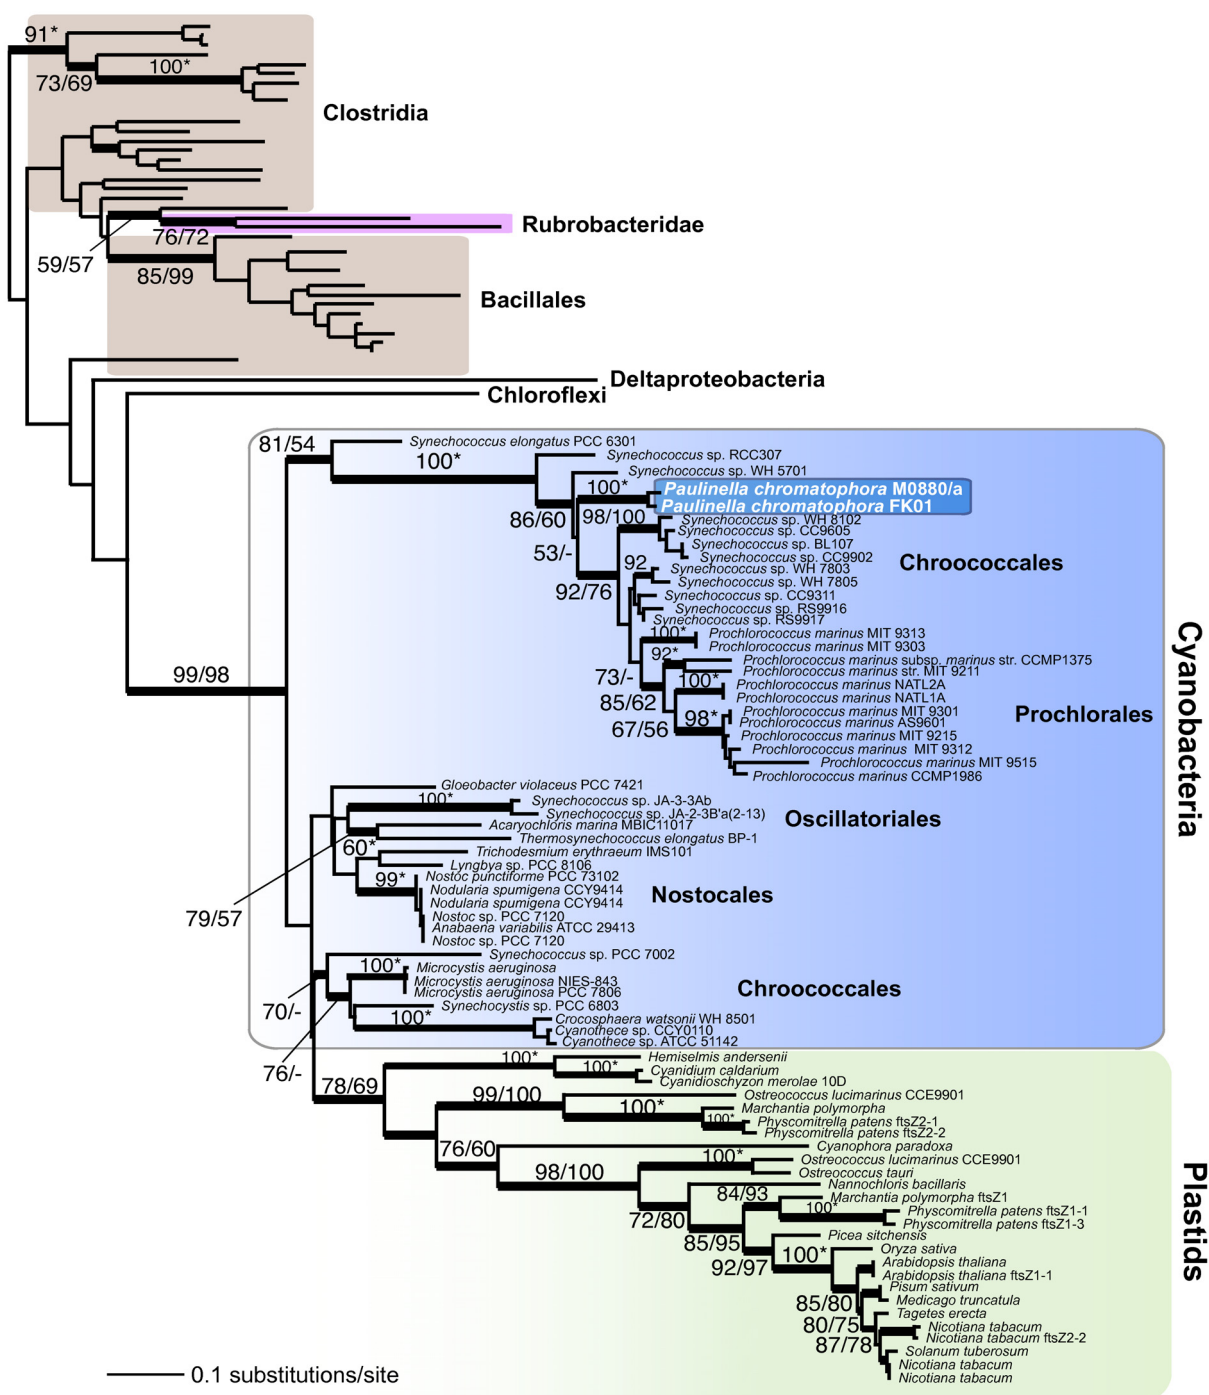 91*
100*
73/69
Clostridia
Rubrobacteridae
76/72
59/57
85/99
Bacillales
Deltaproteobacteria
Chloroflexi
81/54
Synechococcus elongatus PCC 6301
100*
Synechococcus sp. RCC307
Synechococcus sp. WH 5701
100*
Paulinella chromatophora M0880/a
Paulinella chromatophora FK01
86/60
98/100
Synechococcus sp. WH 8102
Synechococcus sp. CC9605
Synechococcus sp. BL107
53/-
Synechococcus sp. CC9902
Chroococcales
92
Synechococcus sp. WH 7803
Synechococcus sp. WH 7805
92/76
Synechococcus sp. CC9311
Synechococcus sp. RS9916
Synechococcus sp. RS9917
100*
Prochlorococcus marinus MIT 9313
Prochlorococcus marinus MIT 9303
92*
Prochlorococcus marinus subsp. marinus str. CCMP1375
Prochlorococcus marinus str. MIT 9211
73/-
100*
Prochlorococcus marinus NATL2A
Prochlorococcus marinus NATL1A
85/62
98*
Prochlorococcus marinus MIT 9301
Prochlorales
Prochlorococcus marinus AS9601
67/56
Prochlorococcus marinus MIT 9215
Prochlorococcus marinus MIT 9312
Prochlorococcus marinus MIT 9515
Prochlorococcus marinus CCMP1986
99/98
Cyanobacteria
Gloeobacter violaceus PCC 7421
100*
Synechococcus sp. JA-3-3Ab
Synechococcus sp. JA-2-3B'a(2-13)
Oscillatoriales
Acaryochloris marina MBIC11017
Thermosynechococcus elongatus BP-1
60*
Trichodesmium erythraeum IMS101
Lyngbya sp. PCC 8106
99*
Nostoc punctiforme PCC 73102
Nodularia spumigena CCY9414
Nostocales
Nodularia spumigena CCY9414
79/57
Nostoc sp. PCC 7120
Anabaena variabilis ATCC 29413
Nostoc sp. PCC 7120
Synechococcus sp. PCC 7002
100*
Microcystis aeruginosa
Microcystis aeruginosa NIES-843
Microcystis aeruginosa PCC 7806
Chroococcales
70/-
Synechocystis sp. PCC 6803
100*
Crocosphaera watsonii WH 8501
Cyanothece sp. CCY0110
Cyanothece sp. ATCC 51142
76/-
100*
Hemiselmis andersenii
100*
Cyanidium caldarium
Cyanidioschyzon merolae 10D
78/69
99/100
Ostreococcus lucimarinus CCE9901
100*
Marchantia polymorpha
100*
Physcomitrella patens ftsZ2-1
Physcomitrella patens ftsZ2-2
76/60
Cyanophora paradoxa
100*
Ostreococcus lucimarinus CCE9901
98/100
Ostreococcus tauri
Nannochloris bacillaris
84/93
Marchantia polymorpha ftsZ1
100*
Physcomitrella patens ftsZ1-1
Physcomitrella patens ftsZ1-3
72/80
Plastids
Picea sitchensis
85/95
100*
Oryza sativa
92/97
Arabidopsis thaliana
Arabidopsis thaliana ftsZ1-1
Pisum sativum
Medicago truncatula
85/80
Tagetes erecta
80/75
Nicotiana tabacum
Nicotiana tabacum ftsZ2-2
87/78
Solanum tuberosum
Nicotiana tabacum
Nicotiana tabacum
0.1 substitutions/site